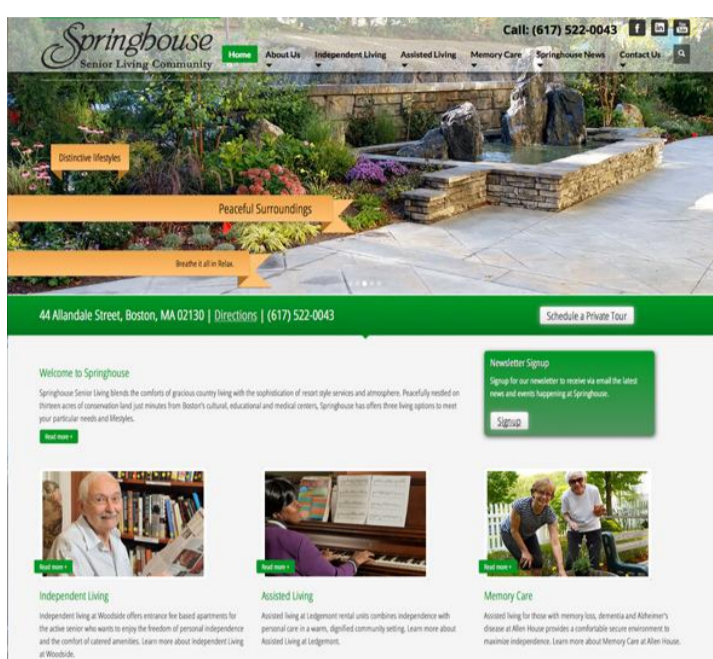 Springhouse
Senior Living Community
Call: (617) 522-0043
Home About Us Independent Living Assisted Living Memory Care Springhouse News Contact Us
Distinctive lifestyles
Peaceful Surroundings
Breathe it all in Relax.
44 Allandale Street, Boston, MA 02130 | Directions | (617) 522-0043
Schedule a Private Tour
Welcome to Springhouse
Springhouse Senior Living blends the comforts of gracious country living with the sophistication of resort style services and atmosphere. Peacefully nestled on
thirteen acres of conservation land just minutes from Boston's cultural, educational and medical centers, Springhouse has offers three living options to meet
your particular needs and lifestyles.
Read more +
Newsletter Signup
Signup for our newsletter to receive via email the latest
news and events happening at Springhouse.
Signup
Read more +
Independent Living
Independent living at Woodside offers entrance fee based apartments for
the active senior who wants to enjoy the freedom of personal independence
and the comfort of catered amenities. Learn more about Independent Living
at Woodside.
Read more +
Assisted Living
Assisted living at Ledgemont rental units combines independence with
personal care in a warm, dignified community setting. Learn more about
Assisted Living at Ledgemont.
Read more +
Memory Care
Assisted living for those with memory loss, dementia and Alzheimer's
disease at Allen House provides a comfortable secure environment to
maximize independence. Learn more about Memory Care at Allen House.